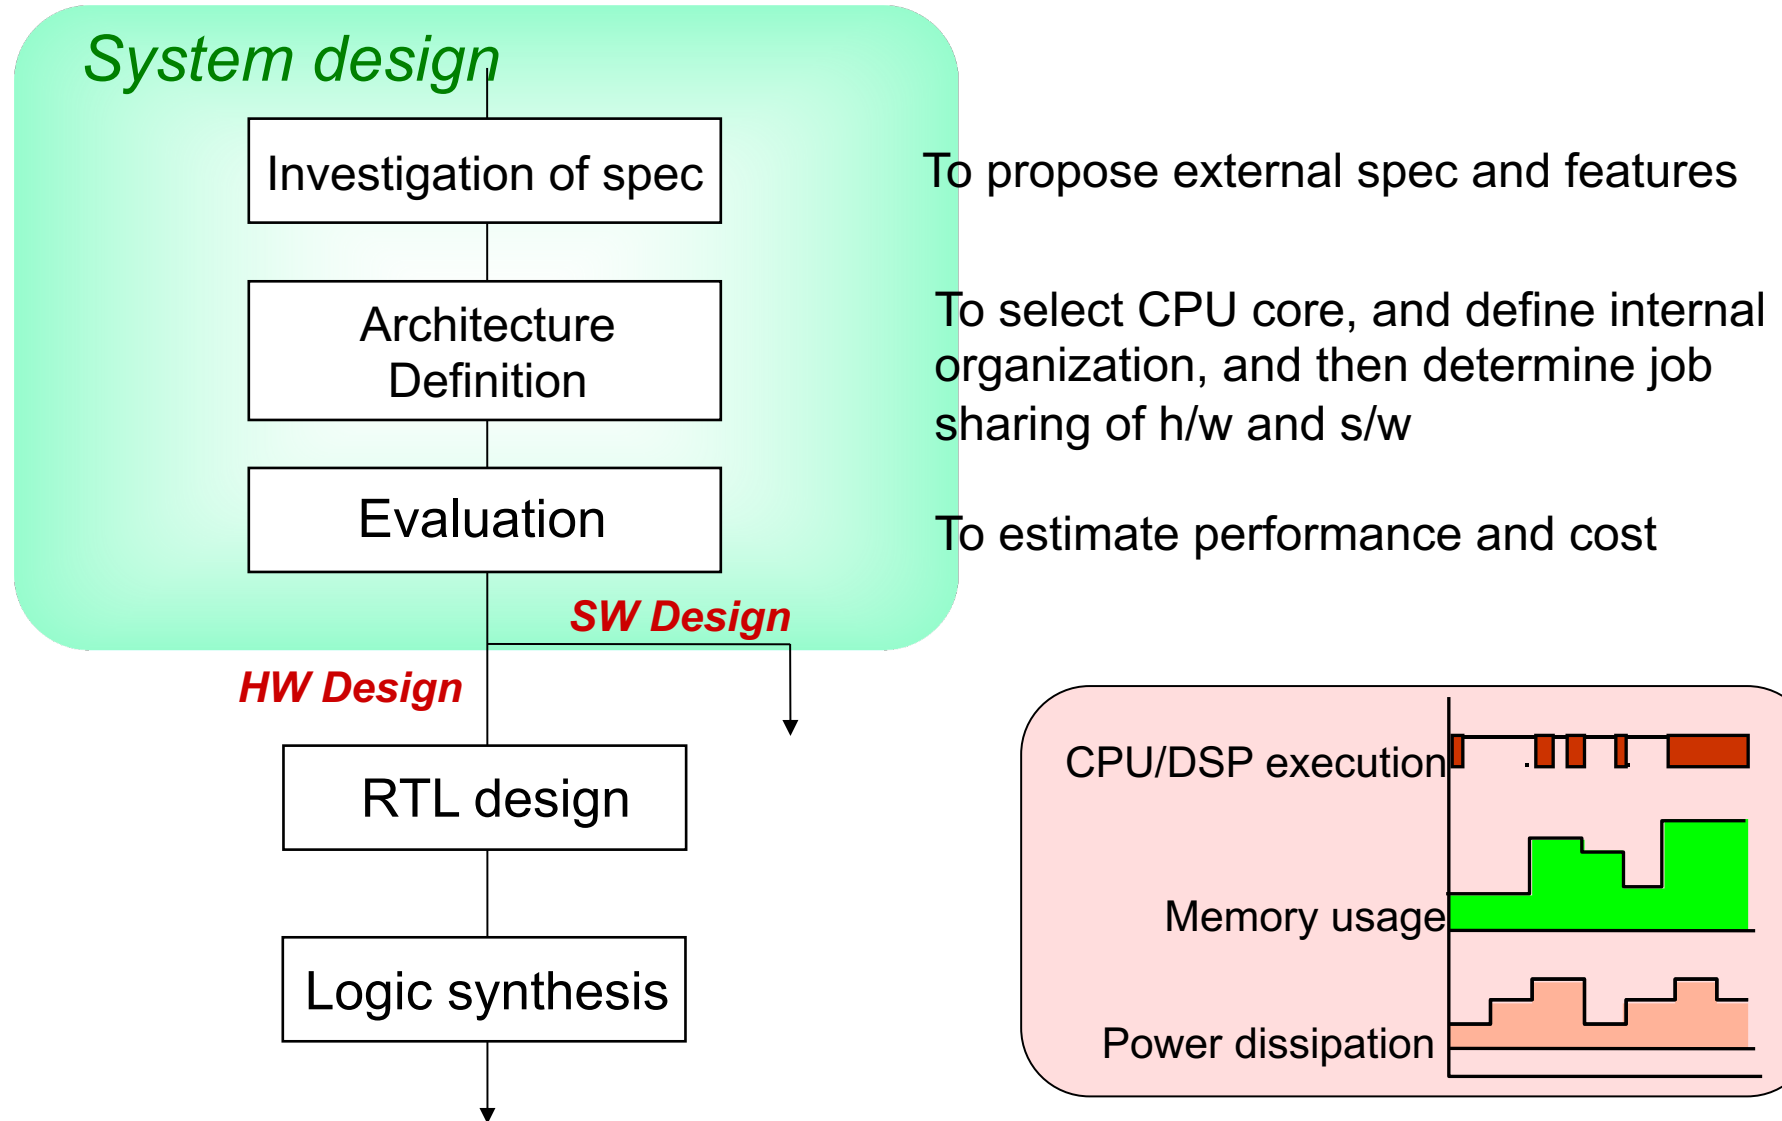 System design
Investigation of spec
To propose external spec and features
Architecture
Definition
To select CPU core, and define internal
organization, and then determine job
sharing of h/w and s/w
Evaluation
To estimate performance and cost
SW Design
HW Design
RTL design
Logic synthesis
CPU/DSP execution
Memory usage
Power dissipation